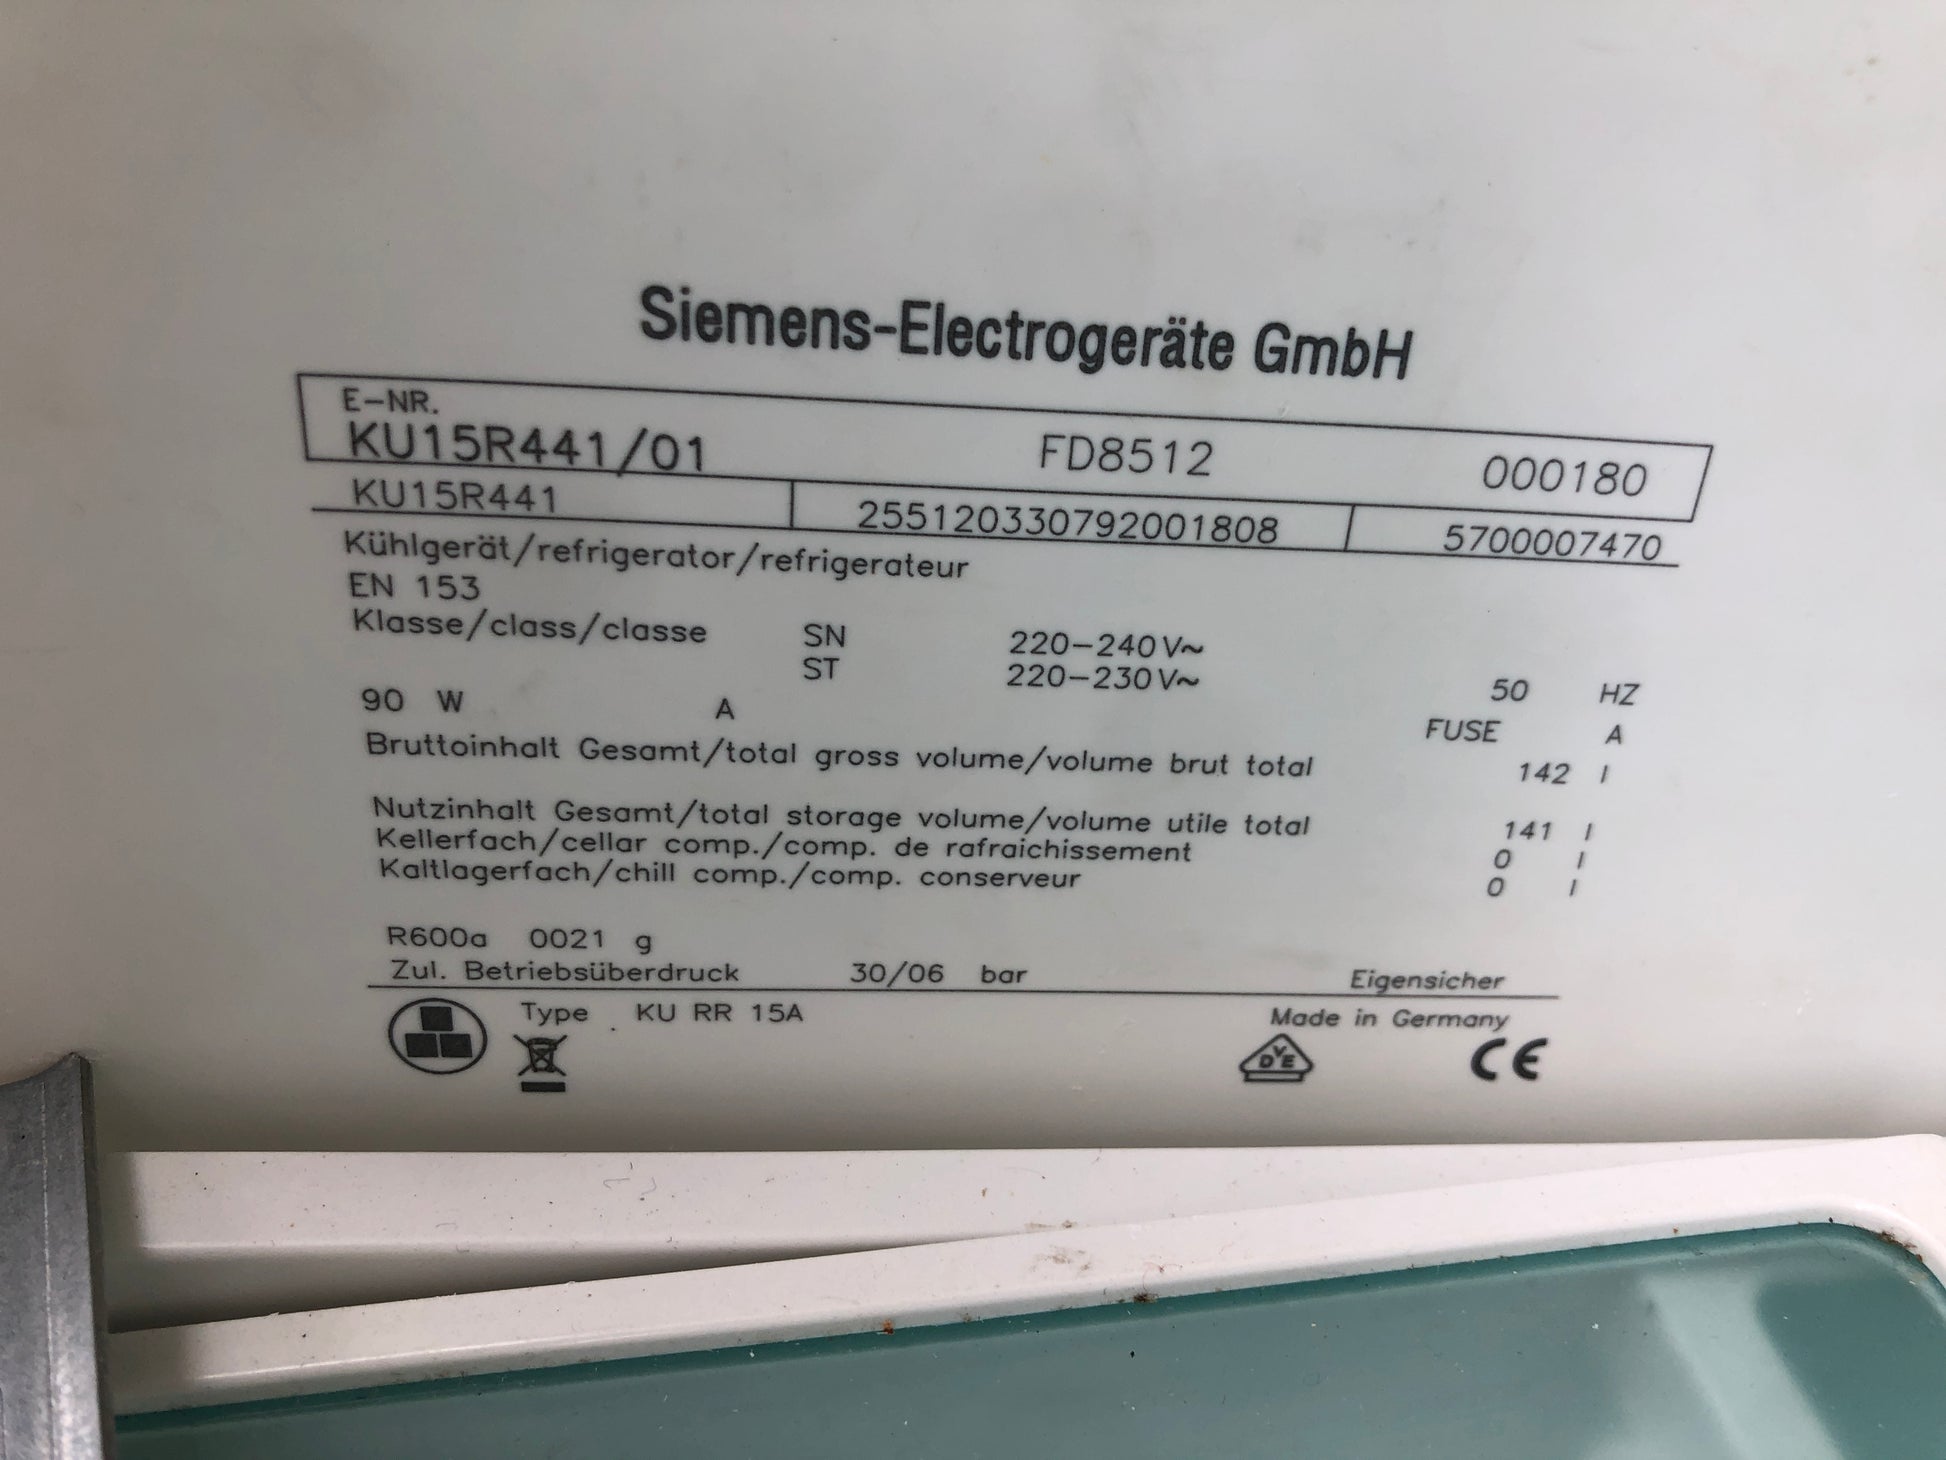 Siemens-Electrogeräte GmbH
E-NR.
KU15R441/01 FD8512 000180
KU15R441 255120330792001808 5700007470
Kühlgerät/refrigerator/refrigerateur
EN 153
Klasse/class/classe SN 220-240V~
ST 220-230V~ 50 HZ
90 W A FUSE A
Bruttoinhalt Gesamt/total gross volume/volume brut total 142 l
Nutzinhalt Gesamt/total storage volume/volume utile total 141 l
Kellerfach/cellar comp./comp. de rafraichissement 0 l
Kaltlagerfach/chill comp./comp. conserveur 0 l
R600a 0021 g
Zul. Betriebsüberdruck 30/06 bar Eigensicher
Type KU RR 15A Made in Germany
DVE CE